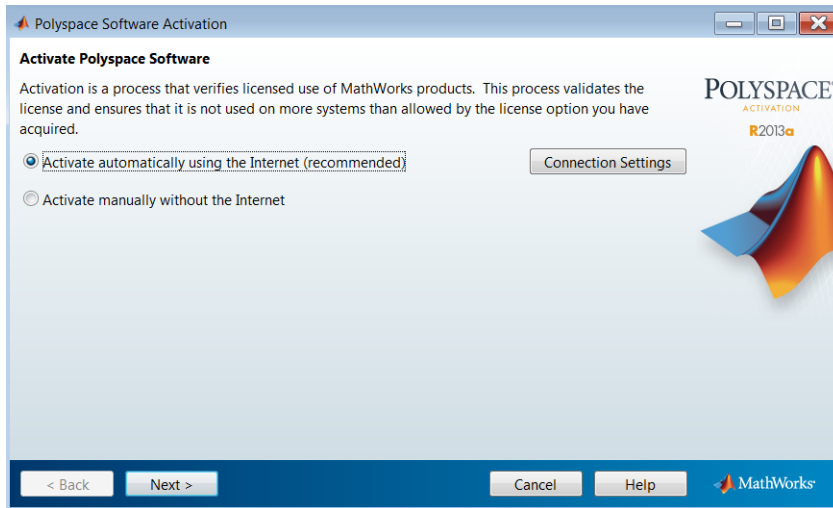 Polyspace Software Activation
Activate Polyspace Software
Activation is a process that verifies licensed use of MathWorks products. This process validates the
license and ensures that it is not used on more systems than allowed by the license option you have
acquired.
POLYSPACE®
ACTIVATION
R2013a
Activate automatically using the Internet (recommended)
Connection Settings
Activate manually without the Internet
< Back
Next >
Cancel
Help
MathWorks®